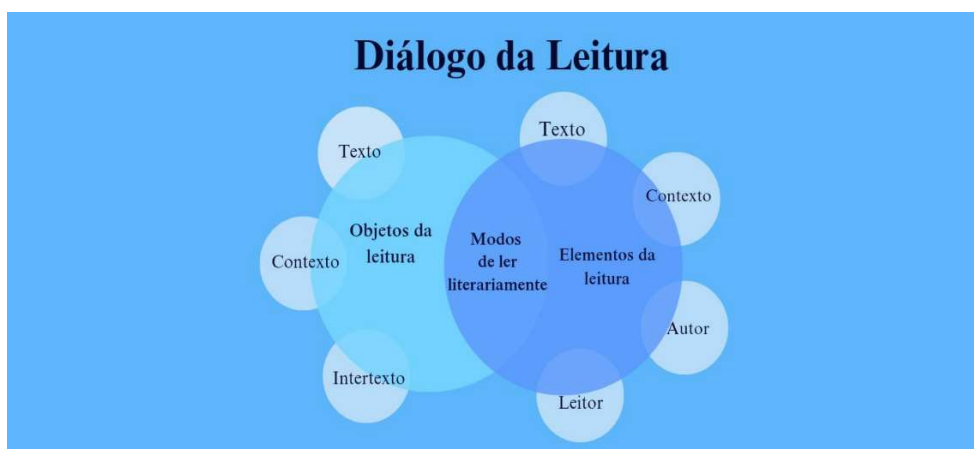 Diálogo da Leitura
Texto
Contexto
Intertexto
Objetos da
leitura
Modos
de ler
literariamente
Elementos da
leitura
Texto
Contexto
Autor
Leitor